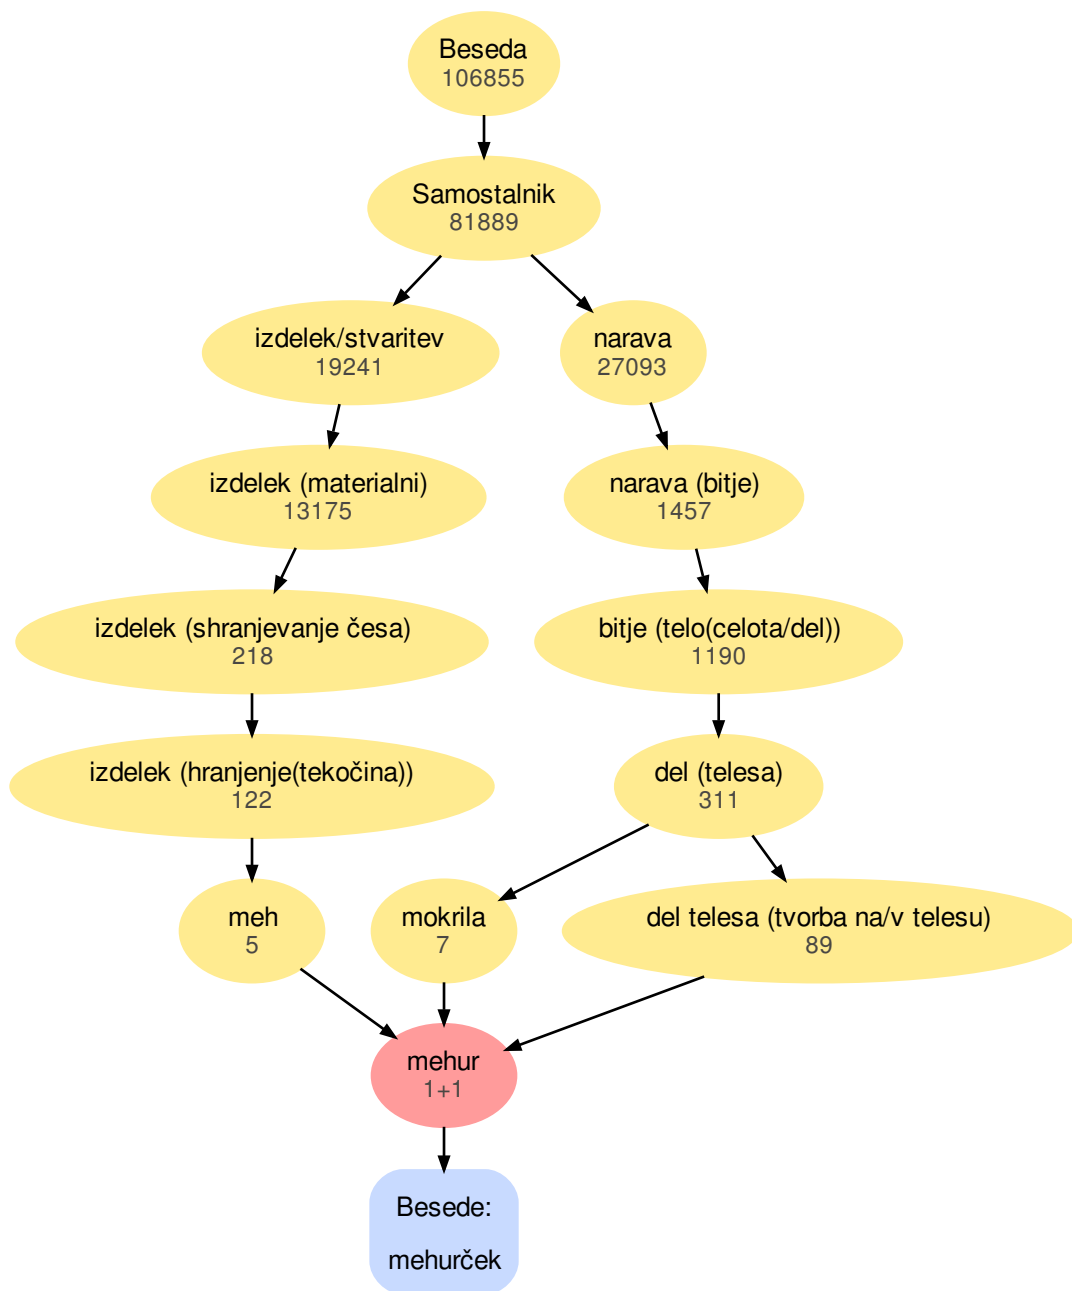 Beseda
106855
Samostalnik
81889
izdelek/stvaritev
19241
narava
27093
izdelek (materialni)
13175
narava (bitje)
1457
izdelek (shranjevanje česa)
218
bitje (telo(celota/del))
1190
izdelek (hranjenje(tekočina))
122
del (telesa)
311
meh
5
mokrila
7
del telesa (tvorba na/v telesu)
89
mehur
1+1
Besede:
mehurček